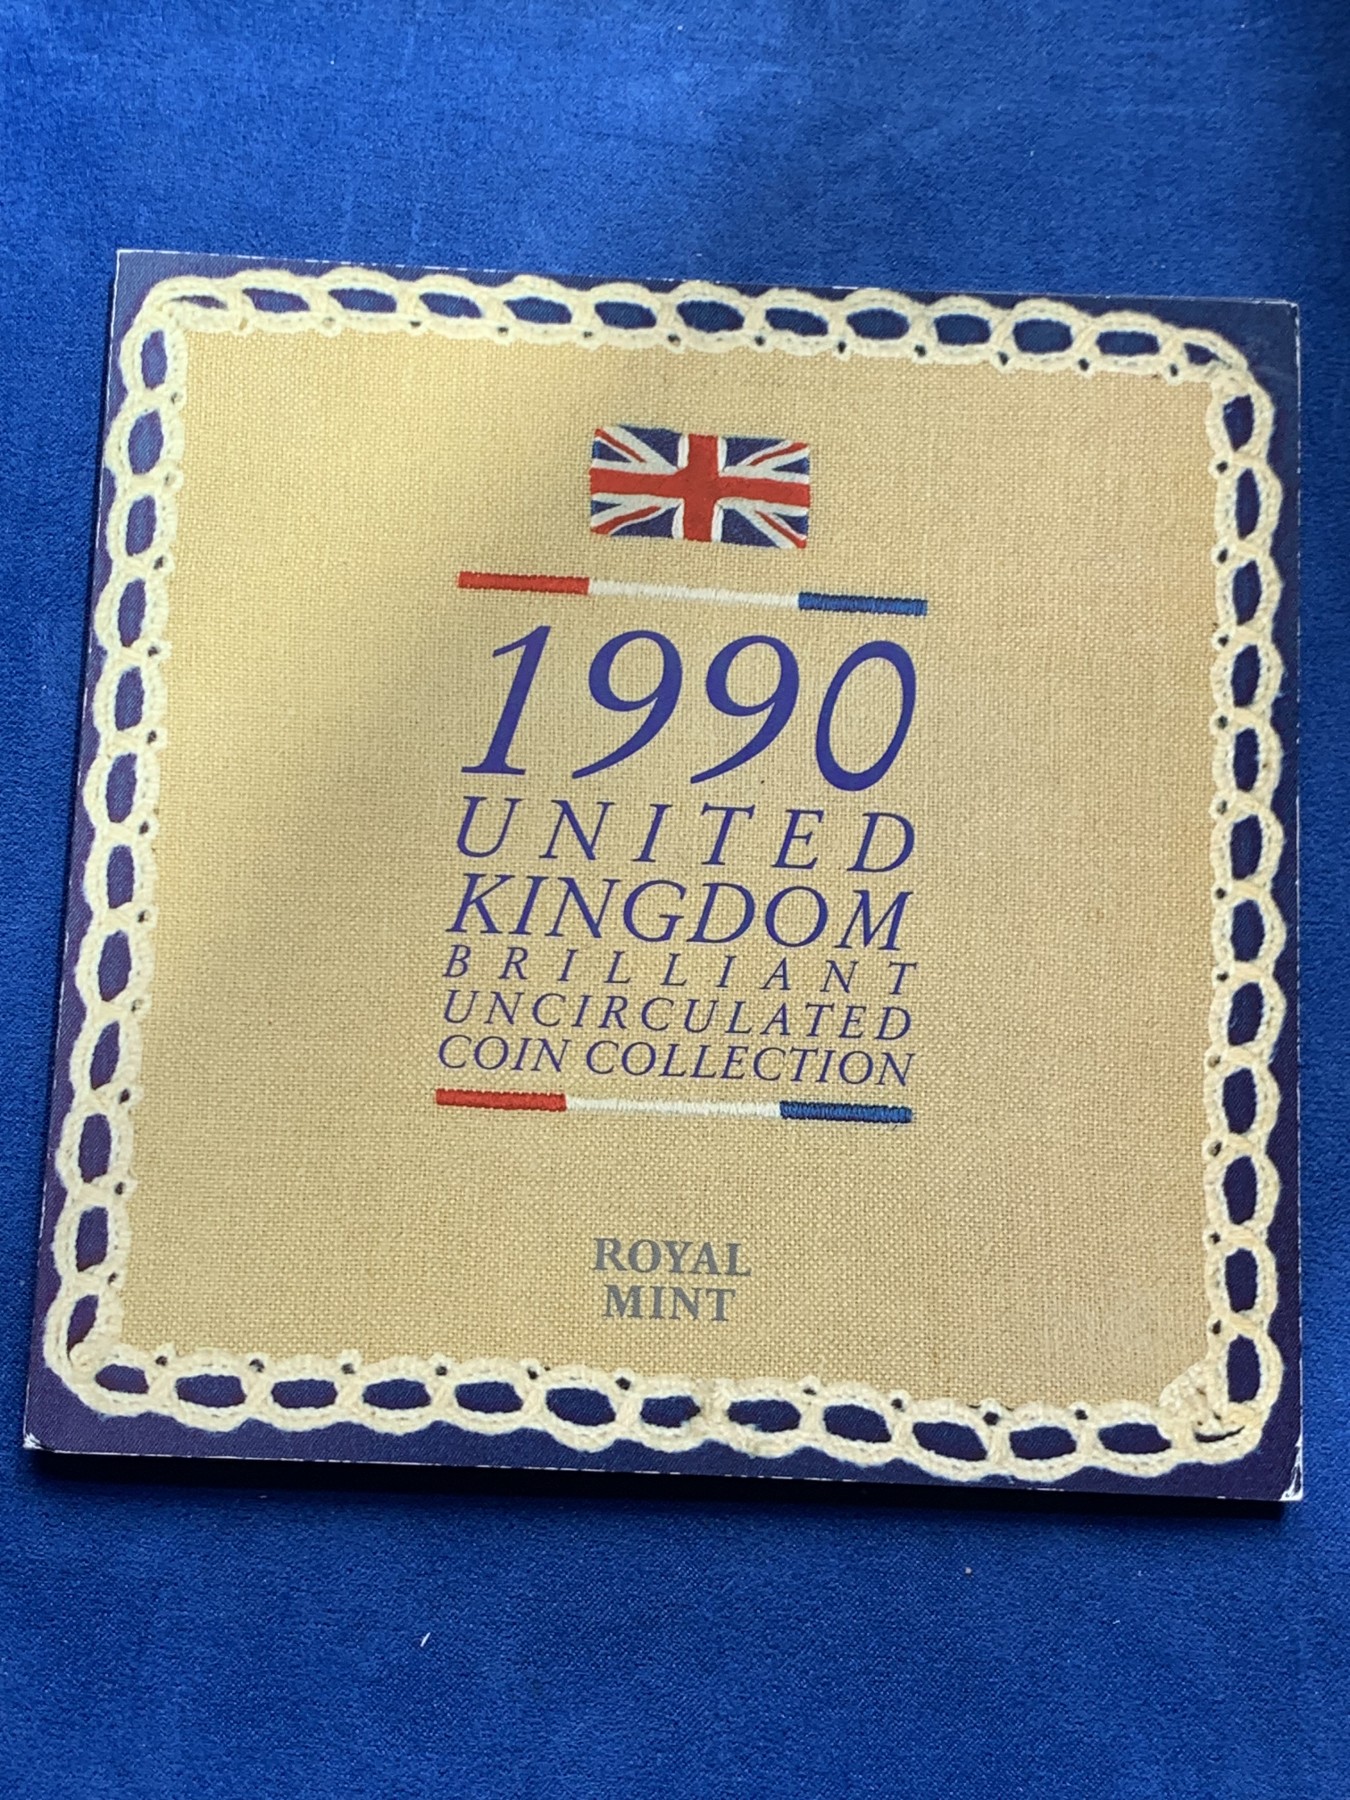 1990
UNITED
KINGDOM
BRILLIANT
UNCIRCULATED
COIN COLLECTION
ROYAL
MINT